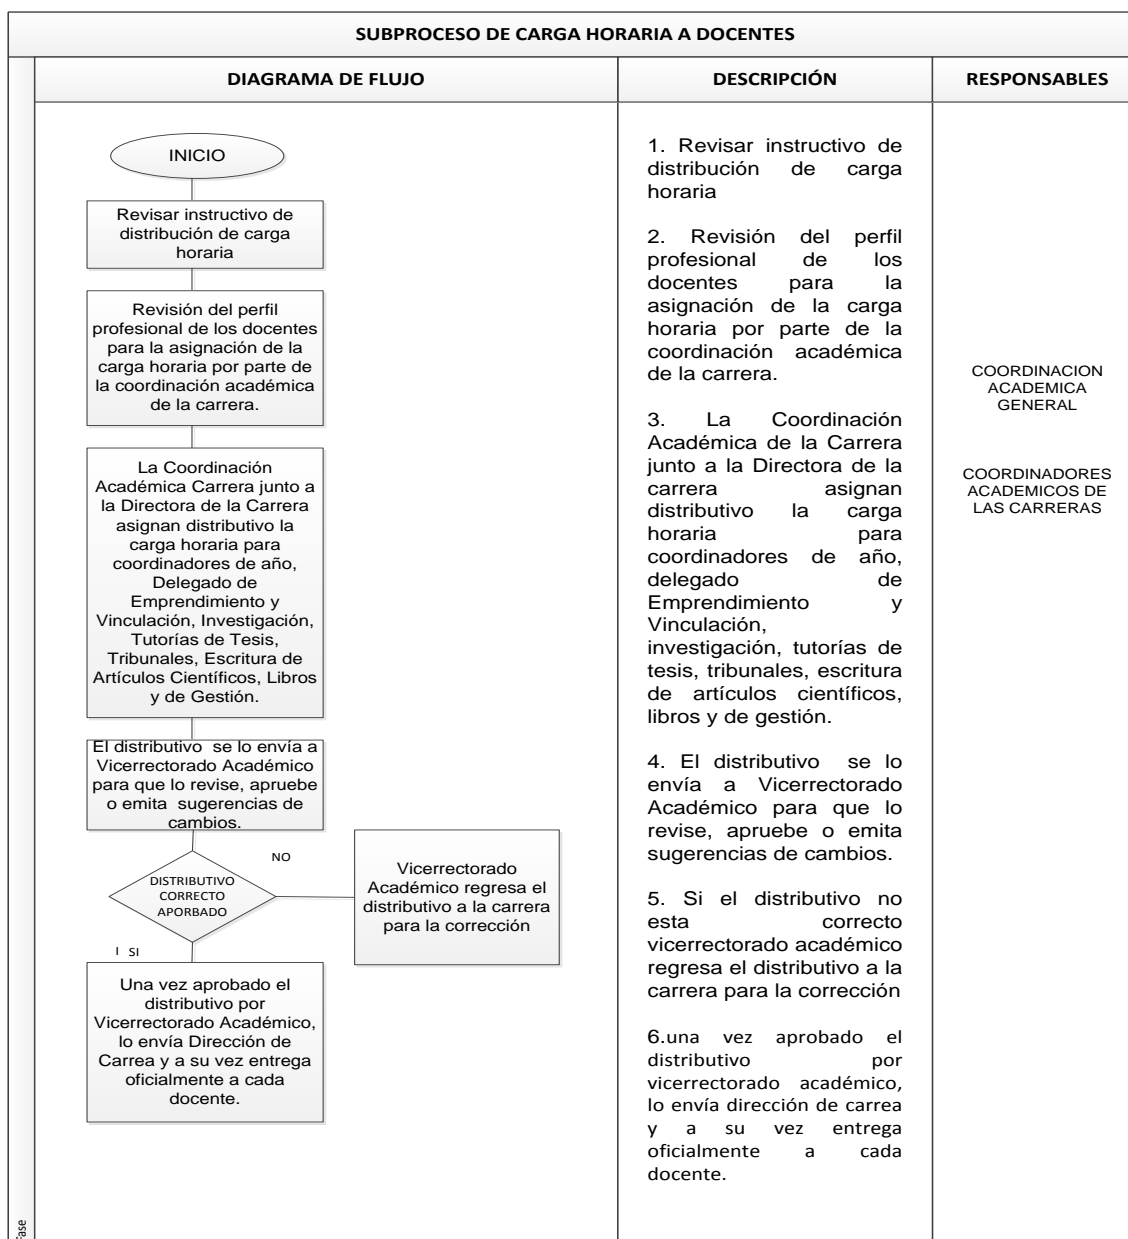 SUBPROCESO DE CARGA HORARIA A DOCENTES
DIAGRAMA DE FLUJO
DESCRIPCIÓN
RESPONSABLES
INICIO
Revisar instructivo de
distribución de carga
horaria
Revisión del perfil
profesional de los docentes
para la asignación de la
carga horaria por parte de
la coordinación académica
de la carrera.
La Coordinación
Académica Carrera junto a
la Directora de la Carrera
asignan distributivo la
carga horaria para
coordinadores de año,
Delegado de
Emprendimiento y
Vinculación, Investigación,
Tutorías de Tesis,
Tribunales, Escritura de
Artículos Científicos, Libros
y de Gestión.
El distributivo se lo envía a
Vicerrectorado Académico
para que lo revise, apruebe
o emita sugerencias de
cambios.
DISTRIBUTIVO
CORRECTO
APORBADO
NO
Vicerrectorado
Académico regresa el
distributivo a la carrera
para la corrección
I SI
Una vez aprobado el
distributivo por
Vicerrectorado Académico,
lo envía Dirección de
Carrea y a su vez entrega
oficialmente a cada
docente.
1. Revisar instructivo de
distribución de carga
horaria
2. Revisión del perfil
profesional de los
docentes para la
asignación de la carga
horaria por parte de la
coordinación académica
de la carrera.
3. La Coordinación
Académica de la Carrera
junto a la Directora de la
carrera asignan
distributivo la carga
horaria para
coordinadores de año,
delegado de
Emprendimiento y
Vinculación,
investigación, tutorías de
tesis, tribunales, escritura
de artículos científicos,
libros y de gestión.
4. El distributivo se lo
envía a Vicerrectorado
Académico para que lo
revise, apruebe o emita
sugerencias de cambios.
5. Si el distributivo no
esta correcto
vicerrectorado académico
regresa el distributivo a la
carrera para la corrección
6.una vez aprobado el
distributivo por
vicerrectorado académico,
lo envía dirección de carrea
y a su vez entrega
oficialmente a cada
docente.
COORDINACION
ACADEMICA
GENERAL
COORDINADORES
ACADEMICOS DE
LAS CARRERAS
Fase